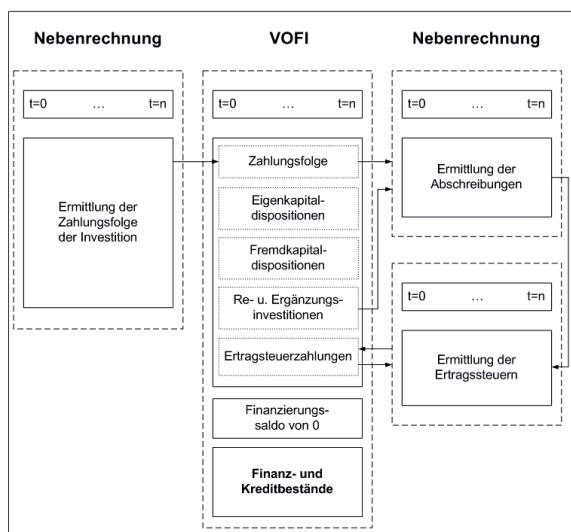 Nebenrechnung
t=0 … t=n
Ermittlung der
Zahlungsfolge
der Investition
VOFI
t=0 … t=n
Zahlungsfolge
Eigenkapital-
dispositionen
Fremdkapital-
dispositionen
Re- u. Ergänzungs-
investitionen
Ertragsteuerzahlungen
Finanzierungs-
saldo von 0
Finanz- und
Kreditbestände
Nebenrechnung
t=0 … t=n
Ermittlung der
Abschreibungen
t=0 … t=n
Ermittlung der
Ertragssteuern